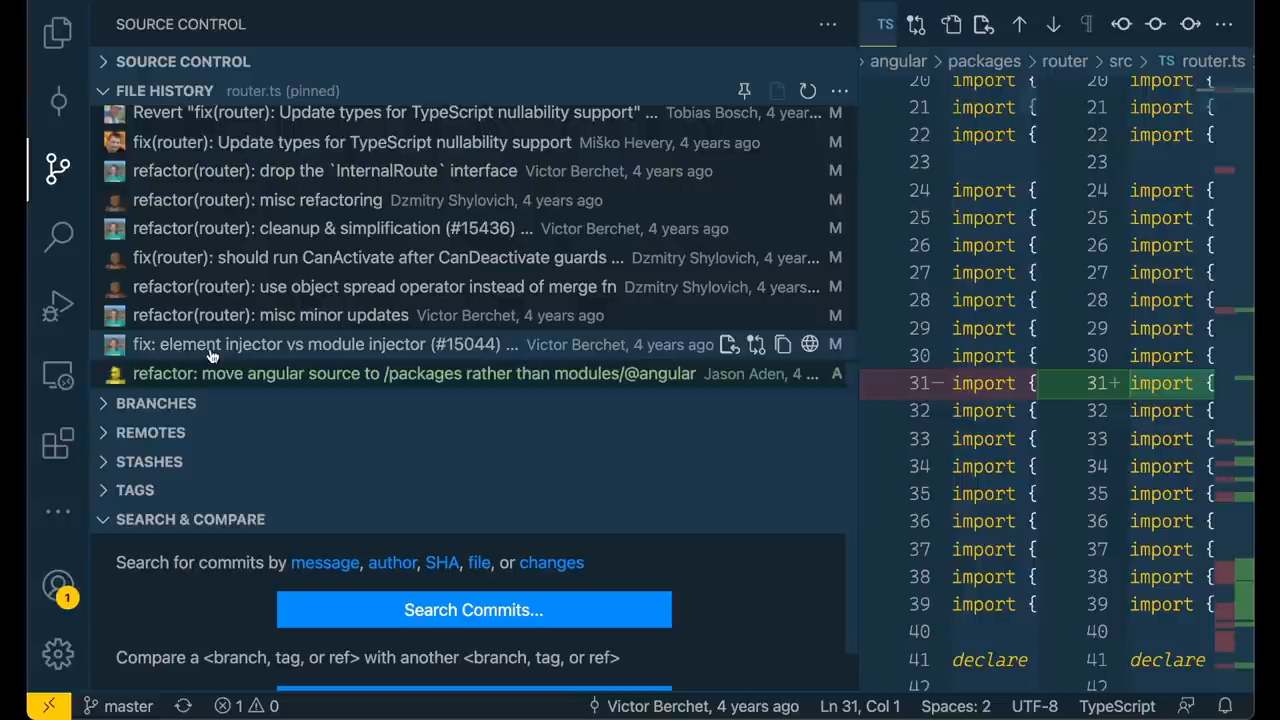 SOURCE CONTROL
TS
SOURCE CONTROL
angular > packages > router > src > TS router.ts
FILE HISTORY router.ts (pinned)
Revert "fix(router): Update types for TypeScript nullability support" ... Tobias Bosch, 4 year... M
fix(router): Update types for TypeScript nullability support Miško Hevery, 4 years ago M
refactor(router): drop the `InternalRoute` interface Victor Berchet, 4 years ago M
refactor(router): misc refactoring Dzmitry Shylovich, 4 years ago M
refactor(router): cleanup & simplification (#15436) ... Victor Berchet, 4 years ago M
fix(router): should run CanActivate after CanDeactivate guards ... Dzmitry Shylovich, 4 year... M
refactor(router): use object spread operator instead of merge fn Dzmitry Shylovich, 4 years... M
refactor(router): misc minor updates Victor Berchet, 4 years ago M
fix: element injector vs module injector (#15044) ... Victor Berchet, 4 years ago M
refactor: move angular source to /packages rather than modules/@angular Jason Aden, 4 ... A
BRANCHES
REMOTES
STASHES
TAGS
SEARCH & COMPARE
Search for commits by message, author, SHA, file, or changes
Search Commits...
Compare a <branch, tag, or ref> with another <branch, tag, or ref>
20 import { 20 import {
21 import { 21 import {
22 import { 22 import {
23 23
24 import { 24 import {
25 import { 25 import {
26 import { 26 import {
27 import { 27 import {
28 import { 28 import {
29 import { 29 import {
30 import { 30 import {
31− import { 31+ import {
32 import { 32 import {
33 import { 33 import {
34 import { 34 import {
35 import { 35 import {
36 import { 36 import {
37 import { 37 import {
38 import { 38 import {
39 import { 39 import {
40 40
41 declare 41 declare
42 42
1
master 1 0 Victor Berchet, 4 years ago Ln 31, Col 1 Spaces: 2 UTF-8 TypeScript